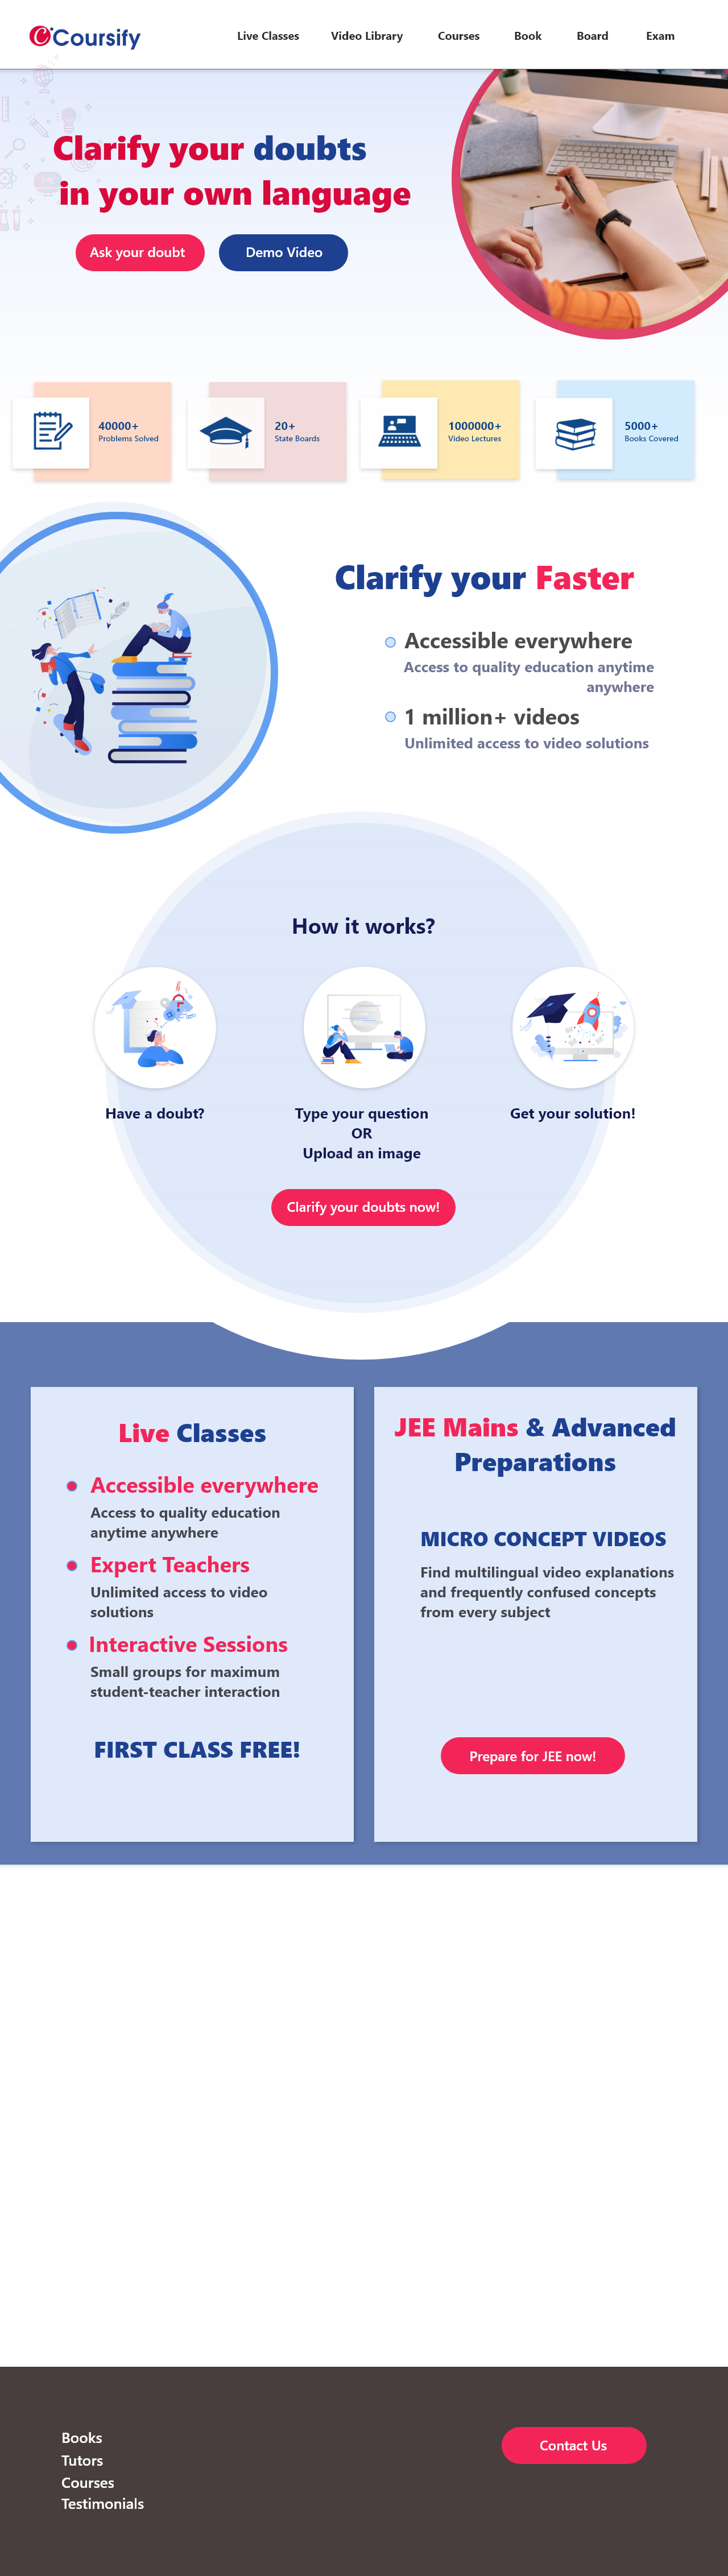 Coursify
Live Classes Video Library Courses Book Board Exam
Clarify your doubts
in your own language
Ask your doubt Demo Video
40000+
Problems Solved
20+
State Boards
1000000+
Video Lectures
5000+
Books Covered
Clarify your Faster
Accessible everywhere
Access to quality education anytime
anywhere
1 million+ videos
Unlimited access to video solutions
How it works?
Have a doubt?
Type your question
OR
Upload an image
Get your solution!
Clarify your doubts now!
Live Classes
Accessible everywhere
Access to quality education
anytime anywhere
Expert Teachers
Unlimited access to video
solutions
Interactive Sessions
Small groups for maximum
student-teacher interaction
FIRST CLASS FREE!
JEE Mains & Advanced
Preparations
MICRO CONCEPT VIDEOS
Find multilingual video explanations
and frequently confused concepts
from every subject
Prepare for JEE now!
Books
Tutors
Courses
Testimonials
Contact Us